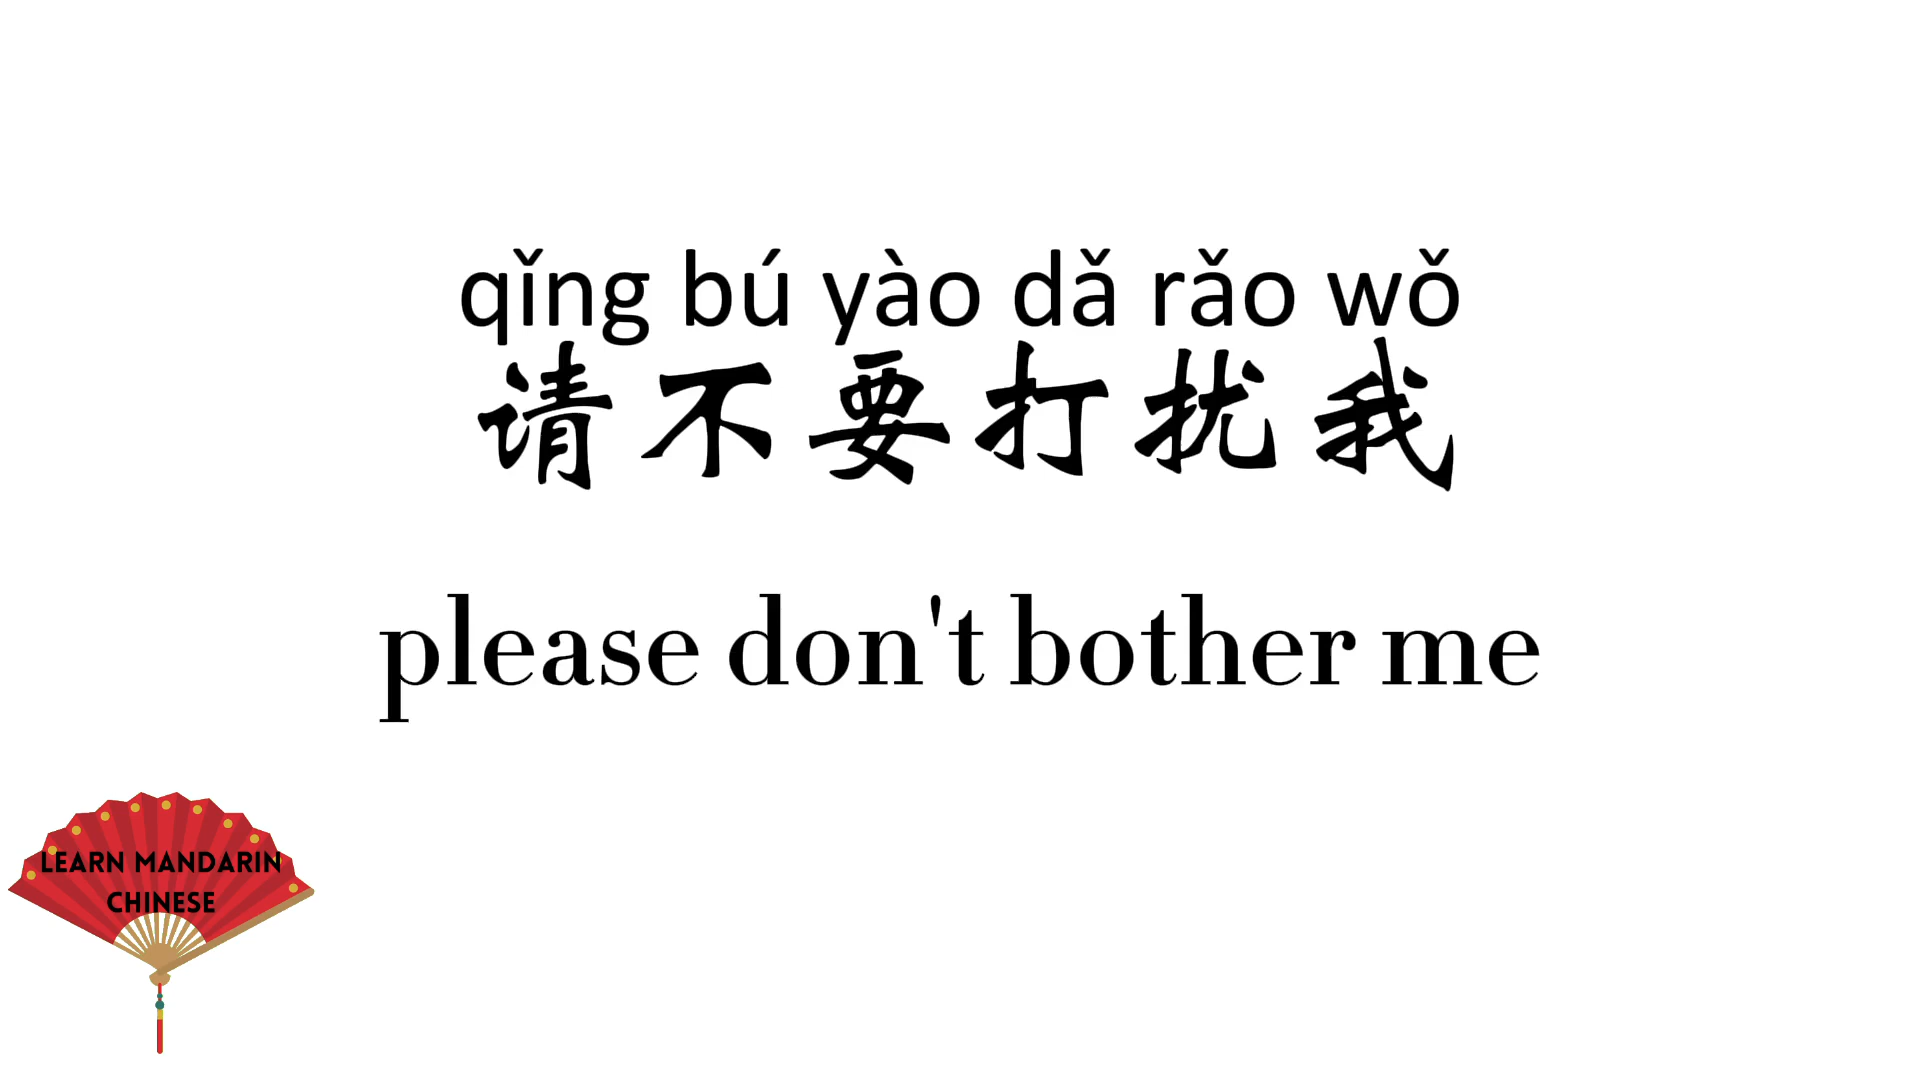 qǐng bú yào dǎ rǎo wǒ
请不要打扰我
please don't bother me
LEARN MANDARIN
CHINESE